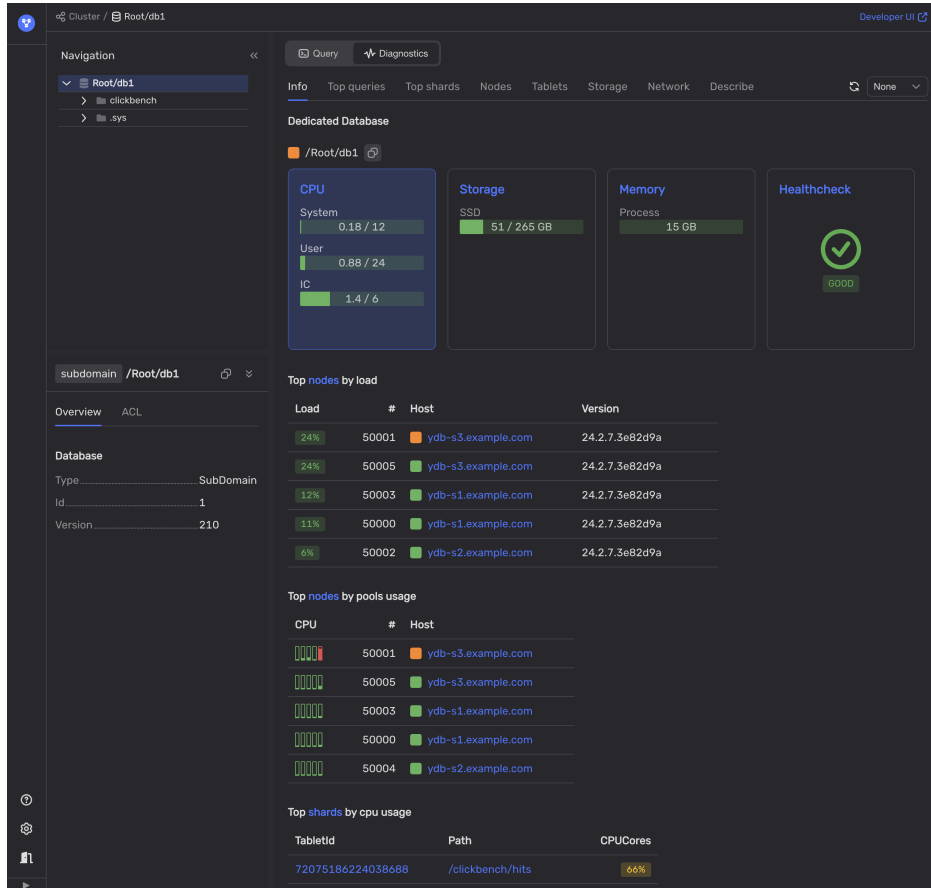 Cluster / Root/db1
Developer UI
Navigation
Root/db1
clickbench
.sys
subdomain /Root/db1
Overview ACL
Database
Type SubDomain
Id 1
Version 210
Query Diagnostics
Info Top queries Top shards Nodes Tablets Storage Network Describe None
Dedicated Database
/Root/db1
CPU
System
0.18 / 12
User
0.88 / 24
IC
1.4 / 6
Storage
SSD
51 / 265 GB
Memory
Process
15 GB
Healthcheck
GOOD
Top nodes by load
Load # Host Version
24% 50001 ydb-s3.example.com 24.2.7.3e82d9a
24% 50005 ydb-s3.example.com 24.2.7.3e82d9a
12% 50003 ydb-s1.example.com 24.2.7.3e82d9a
11% 50000 ydb-s1.example.com 24.2.7.3e82d9a
6% 50002 ydb-s2.example.com 24.2.7.3e82d9a
Top nodes by pools usage
CPU # Host
50001 ydb-s3.example.com
50005 ydb-s3.example.com
50003 ydb-s1.example.com
50000 ydb-s1.example.com
50004 ydb-s2.example.com
Top shards by cpu usage
TabletId Path CPUCores
72075186224038688 /clickbench/hits 66%